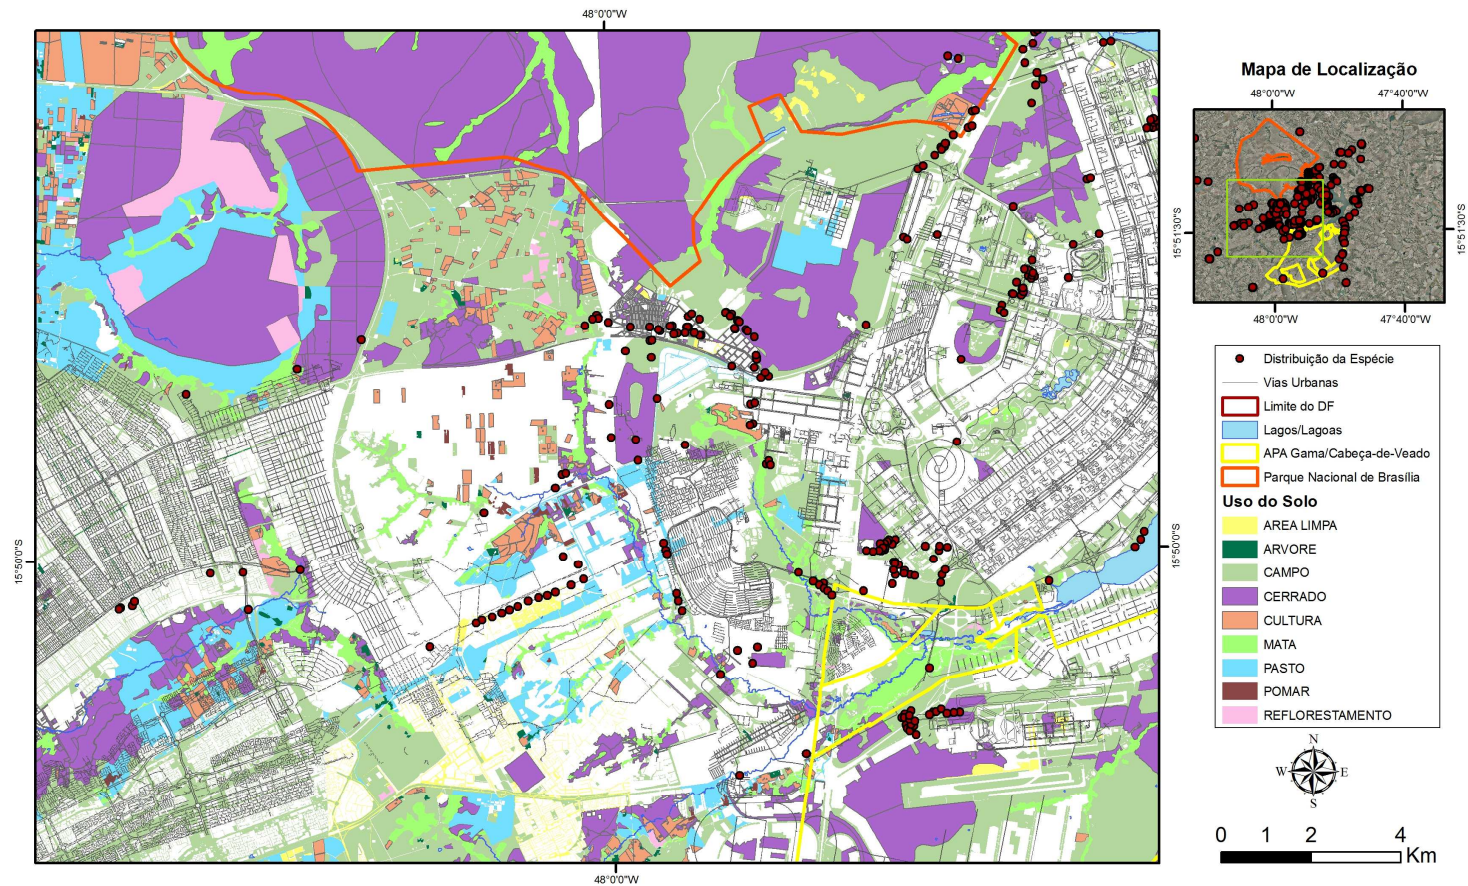 48°0'0"W
Mapa de Localização
48°0'0"W
47°40'0"W
15°51'30"S
15°51'30"S
48°0'0"W
47°40'0"W
Distribuição da Espécie
Vias Urbanas
Limite do DF
Lagos/Lagoas
APA Gama/Cabeça-de-Veado
Parque Nacional de Brasília
Uso do Solo
AREA LIMPA
ARVORE
CAMPO
CERRADO
CULTURA
MATA
PASTO
POMAR
REFLORESTAMENTO
15°50'0"S
15°50'0"S
N
W
E
S
0 1 2 4
Km
48°0'0"W